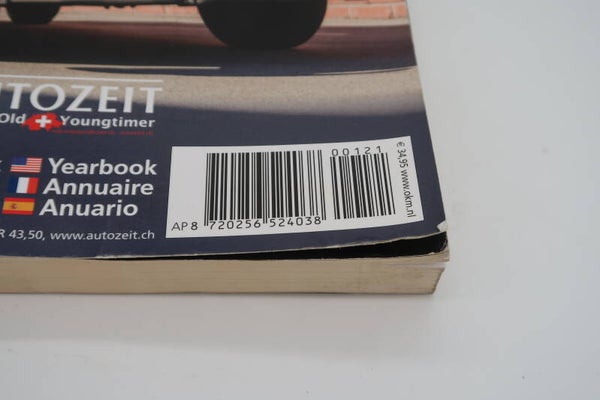 TOZEIT
Old Youngtimer
Yearbook
Annuaire
Anuario
R 43,50, www.autozeit.ch
00121
AP 8 720256 524038
€ 34,95 www.okm.nl